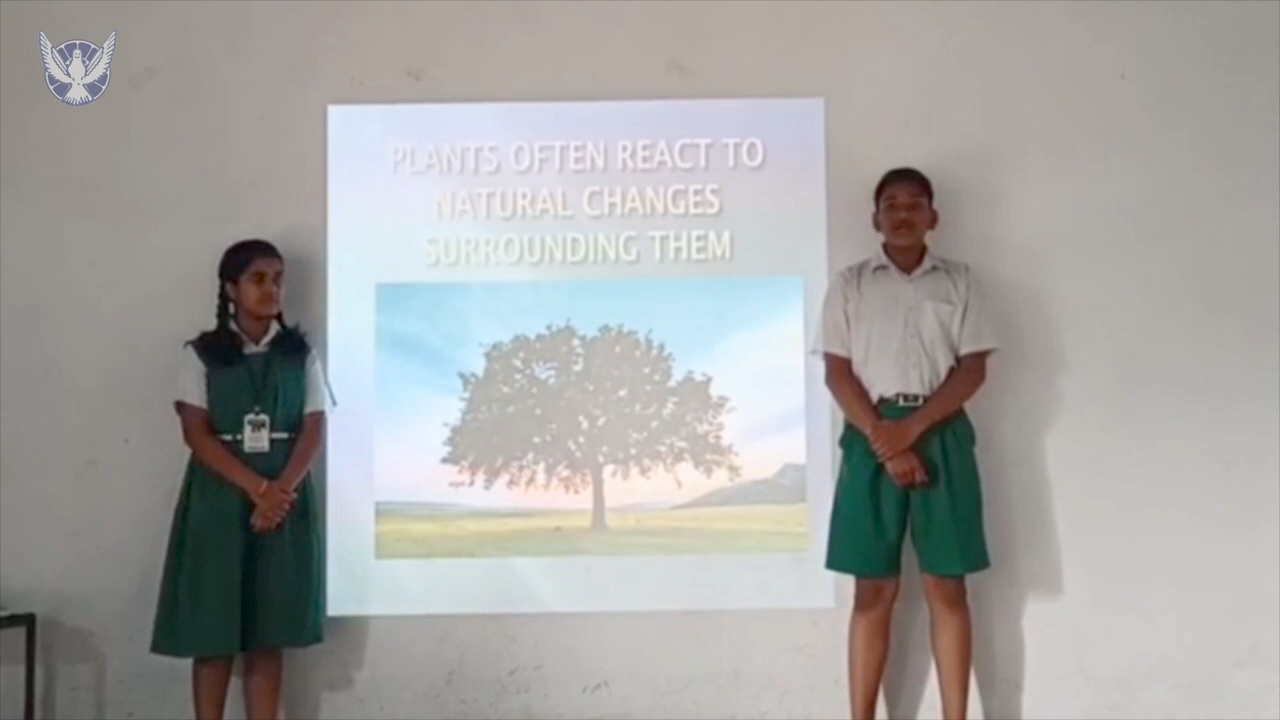 PLANTS OFTEN REACT TO
NATURAL CHANGES
SURROUNDING THEM